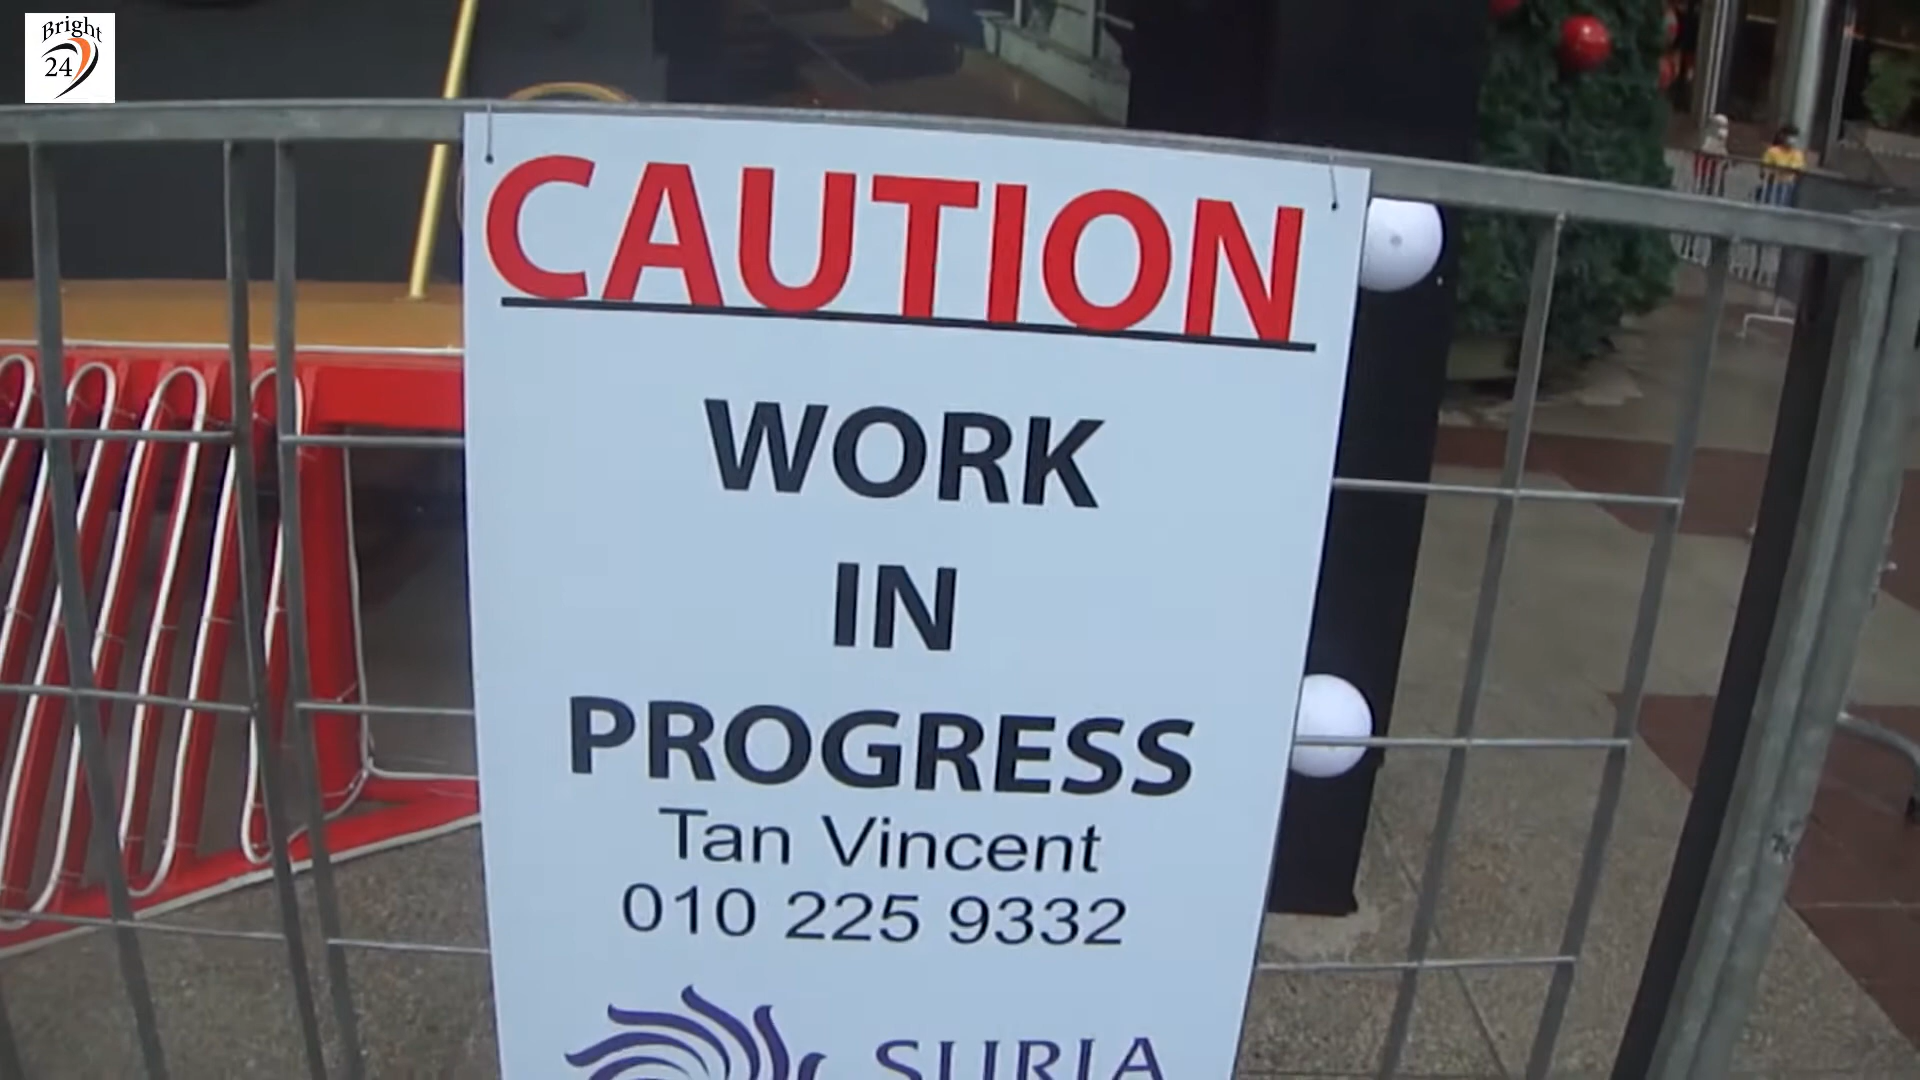 Bright
24
CAUTION
WORK
IN
PROGRESS
Tan Vincent
010 225 9332
SURIA